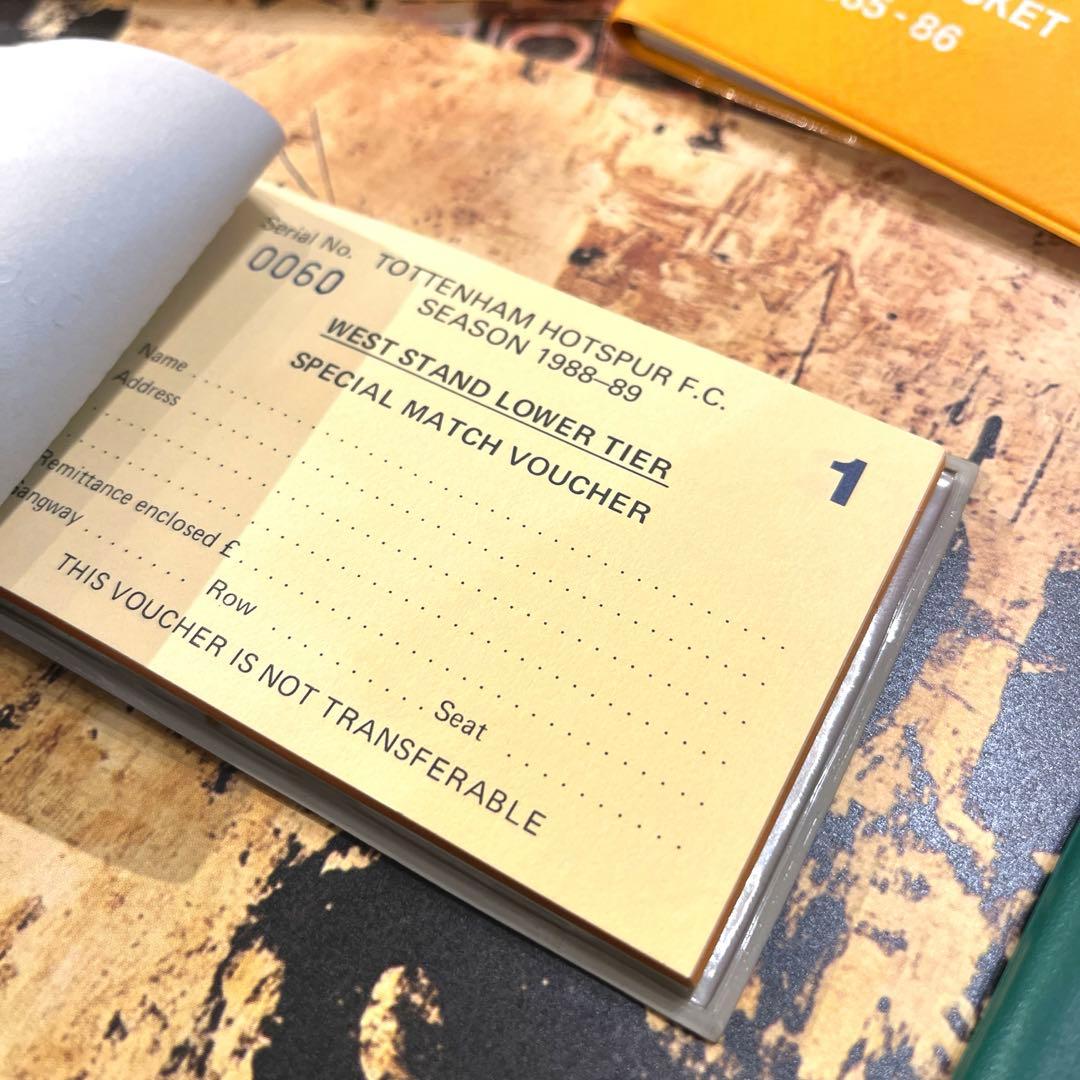 86
Serial No.
0060
TOTTENHAM HOTSPUR F.C.
SEASON 1988–89
WEST STAND LOWER TIER
SPECIAL MATCH VOUCHER
1
Name
Address
Remittance enclosed £
Gangway Row Seat
THIS VOUCHER IS NOT TRANSFERABLE